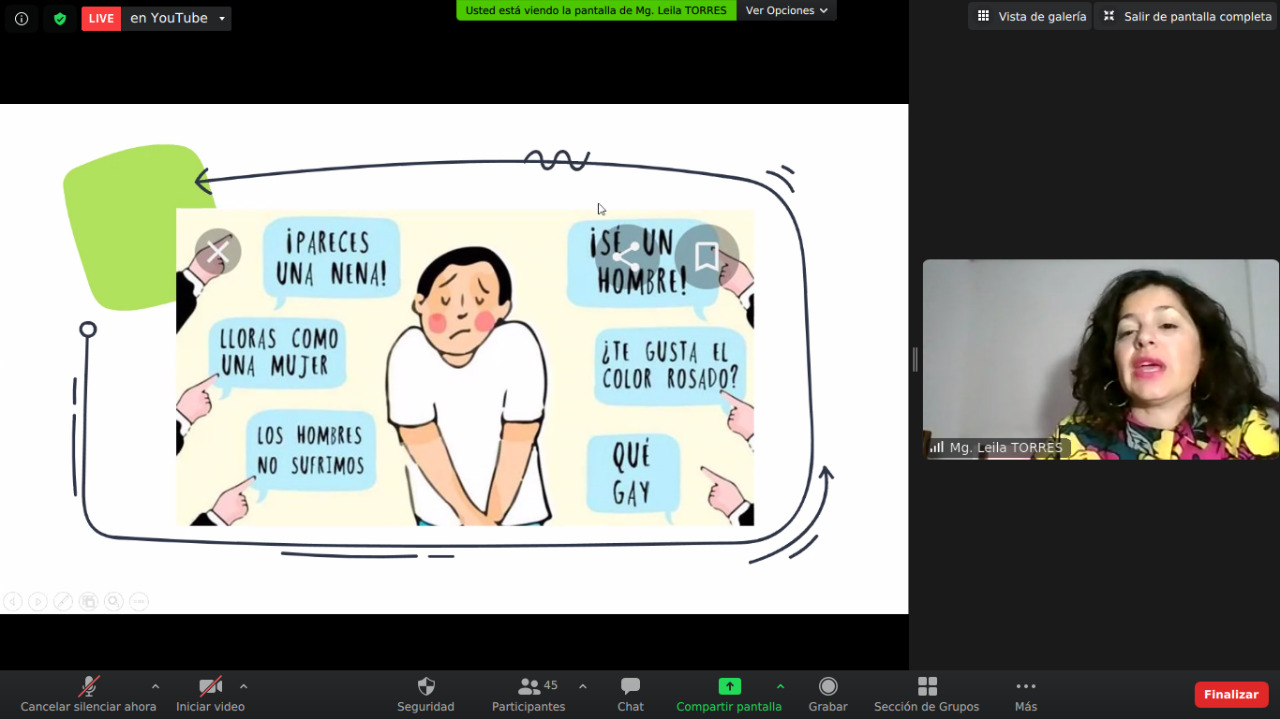 LIVE en YouTube
Usted está viendo la pantalla de Mg. Leila TORRES
Ver Opciones
Vista de galería
Salir de pantalla completa
¡PARECES
UNA NENA!
LLORAS COMO
UNA MUJER
LOS HOMBRES
NO SUFRIMOS
¡SÉ UN
HOMBRE!
¿TE GUSTA EL
COLOR ROSADO?
QUÉ
GAY
Mg. Leila TORRES
Cancelar silenciar ahora
Iniciar video
Seguridad
45
Participantes
Chat
Compartir pantalla
Grabar
Sección de Grupos
Más
Finalizar